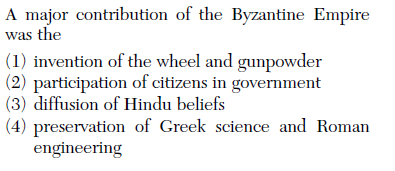 A major contribution of the Byzantine Empire
was the
(1) invention of the wheel and gunpowder
(2) participation of citizens in government
(3) diffusion of Hindu beliefs
(4) preservation of Greek science and Roman
engineering